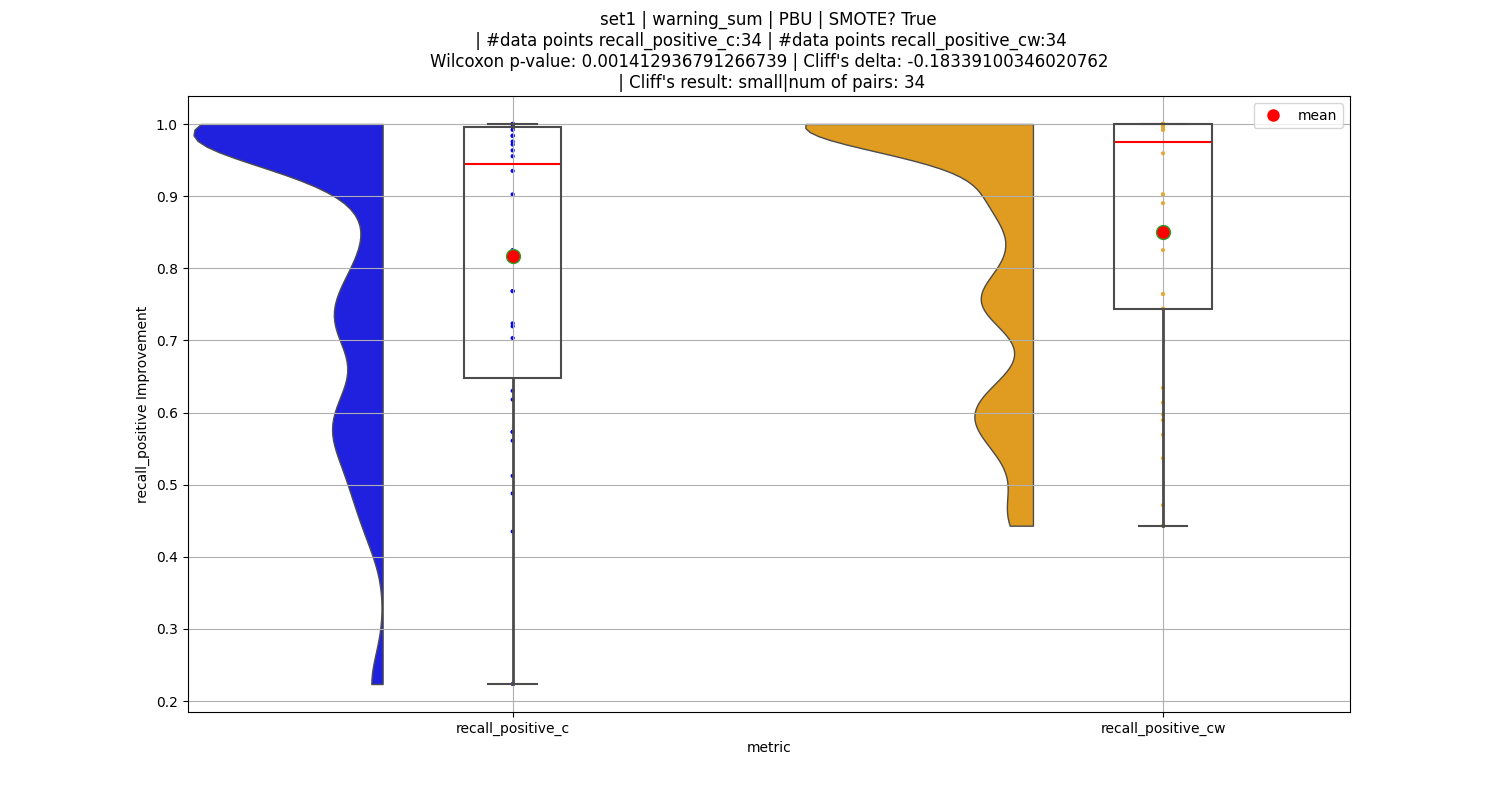 set1 | warning_sum | PBU | SMOTE? True
| #data points recall_positive_c:34 | #data points recall_positive_cw:34
Wilcoxon p-value: 0.001412936791266739 | Cliff's delta: -0.18339100346020762
| Cliff's result: small|num of pairs: 34
mean
1.0
0.9
0.8
0.7
0.6
0.5
0.4
0.3
0.2
recall_positive Improvement
recall_positive_c
recall_positive_cw
metric